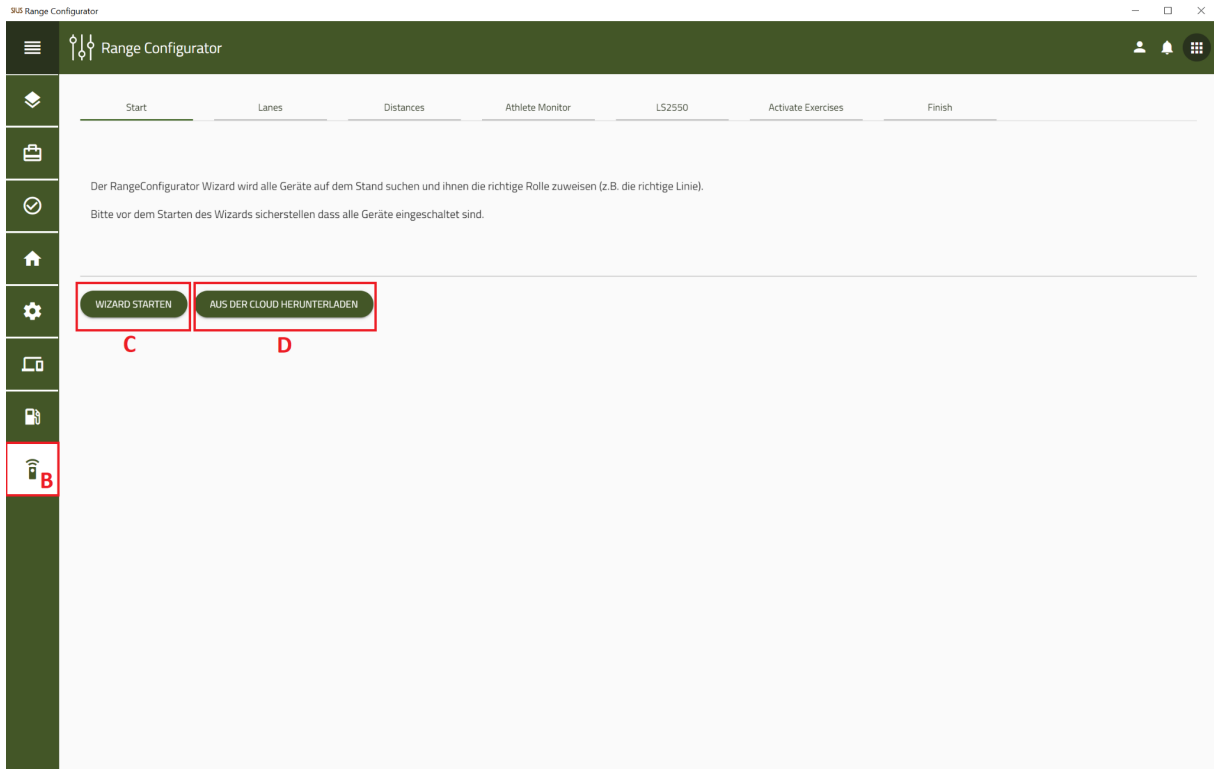 SIUS Range Configurator
Range Configurator
Start Lanes Distances Athlete Monitor LS2550 Activate Exercises Finish
Der RangeConfigurator Wizard wird alle Geräte auf dem Stand suchen und ihnen die richtige Rolle zuweisen (z.B. die richtige Linie).
Bitte vor dem Starten des Wizards sicherstellen dass alle Geräte eingeschaltet sind.
WIZARD STARTEN AUS DER CLOUD HERUNTERLADEN
C D
B